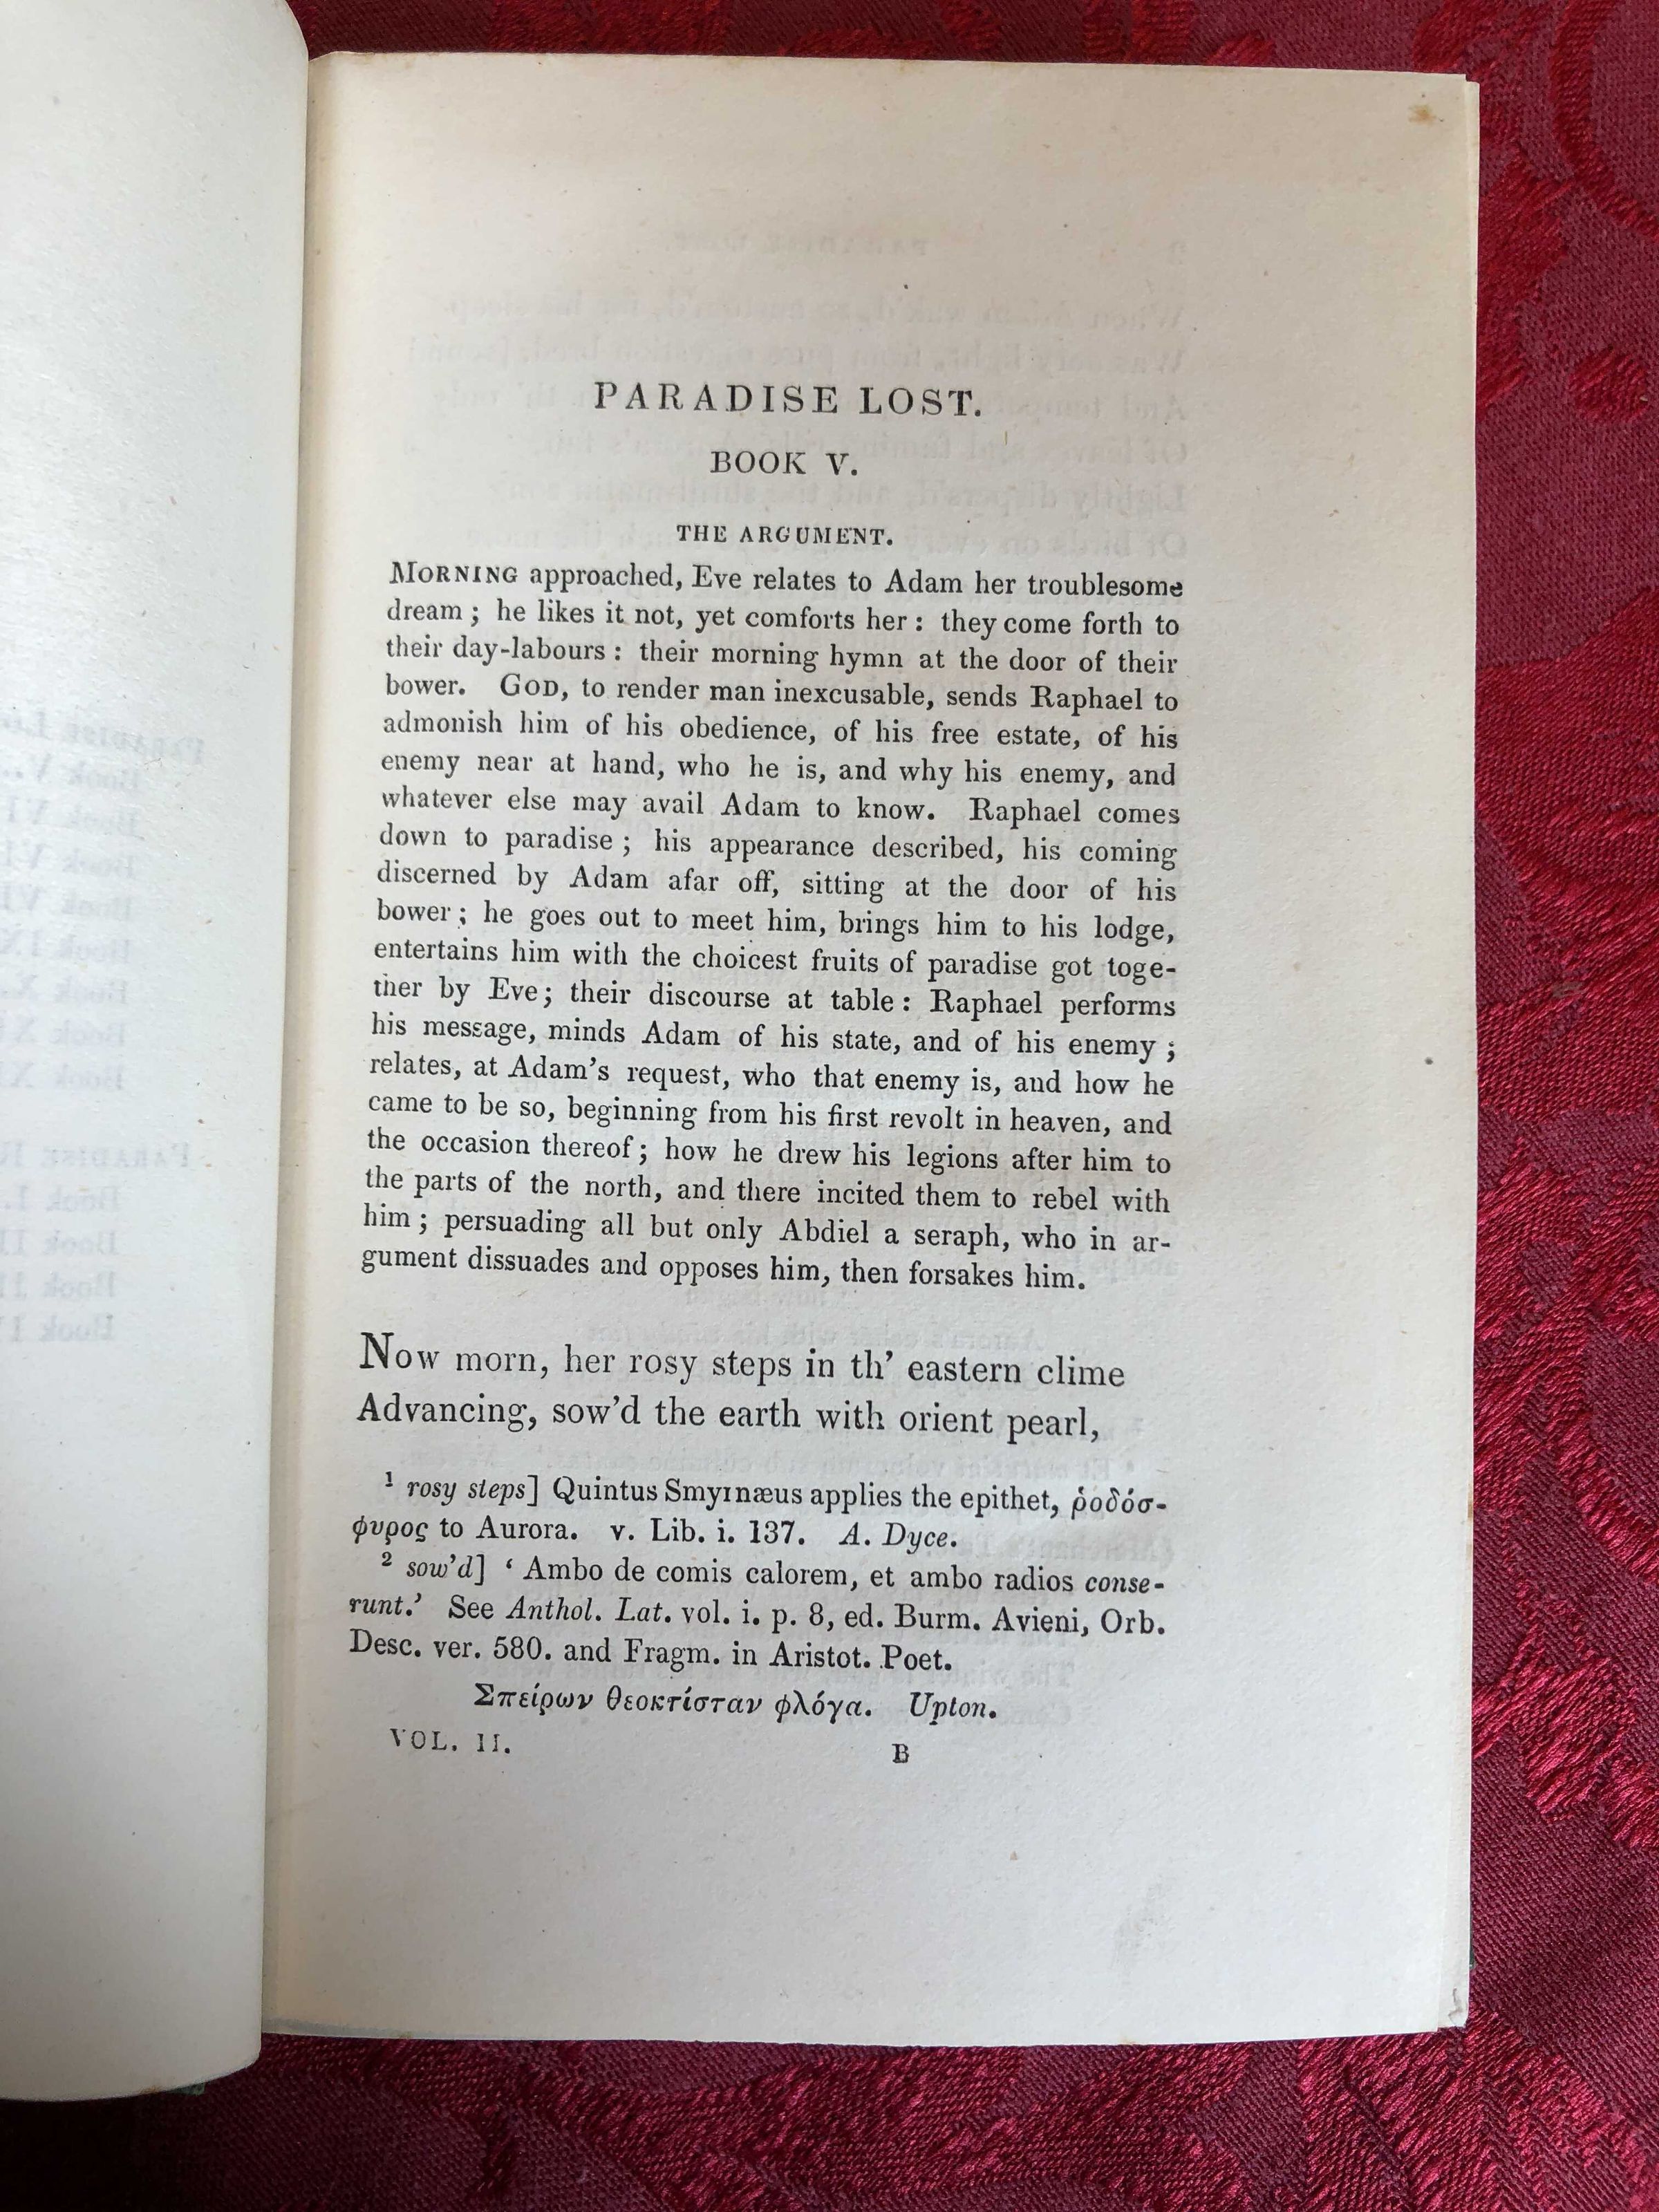 PARADISE LOST.
BOOK V.
THE ARGUMENT.
MORNING approached, Eve relates to Adam her troublesome
dream ; he likes it not, yet comforts her : they come forth to
their day-labours : their morning hymn at the door of their
bower. GOD, to render man inexcusable, sends Raphael to
admonish him of his obedience, of his free estate, of his
enemy near at hand, who he is, and why his enemy, and
whatever else may avail Adam to know. Raphael comes
down to paradise ; his appearance described, his coming
discerned by Adam afar off, sitting at the door of his
bower ; he goes out to meet him, brings him to his lodge,
entertains him with the choicest fruits of paradise got toge-
ther by Eve; their discourse at table : Raphael performs
his message, minds Adam of his state, and of his enemy ;
relates, at Adam's request, who that enemy is, and how he
came to be so, beginning from his first revolt in heaven, and
the occasion thereof ; how he drew his legions after him to
the parts of the north, and there incited them to rebel with
him ; persuading all but only Abdiel a seraph, who in ar-
gument dissuades and opposes him, then forsakes him.
Now morn, her rosy steps in th' eastern clime
Advancing, sow'd the earth with orient pearl,
1 rosy steps] Quintus Smyrnæus applies the epithet, ῥοδόσ-
φυρος to Aurora. v. Lib. i. 137. A. Dyce.
2 sow'd] ‘ Ambo de comis calorem, et ambo radios conse-
runt.’ See Anthol. Lat. vol. i. p. 8, ed. Burm. Avieni, Orb.
Desc. ver. 580. and Fragm. in Aristot. Poet.
Σπείρων θεοκτίσταν φλόγα. Upton.
VOL. II. B